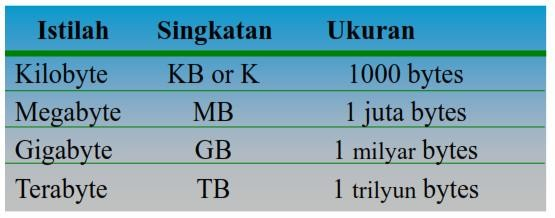 Istilah Singkatan Ukuran
Kilobyte KB or K 1000 bytes
Megabyte MB 1 juta bytes
Gigabyte GB 1 milyar bytes
Terabyte TB 1 trilyun bytes